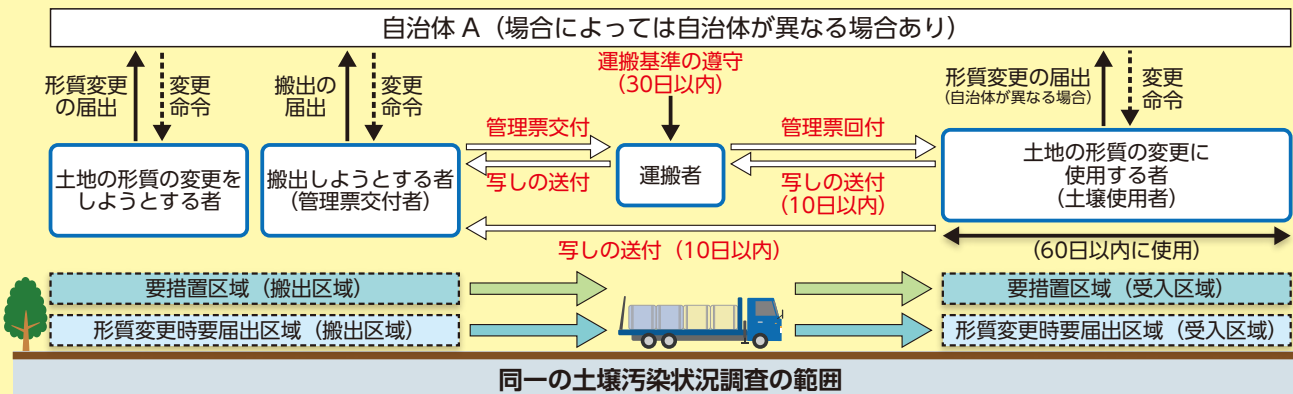 自治体 A（場合によっては自治体が異なる場合あり）
形質変更
の届出
変更
命令
搬出の
届出
変更
命令
運搬基準の遵守
(30日以内)
形質変更の届出
(自治体が異なる場合)
変更
命令
管理票交付
管理票回付
土地の形質の変更を
しようとする者
搬出しようとする者
(管理票交付者)
運搬者
土地の形質の変更に
使用する者
(土壌使用者)
写しの送付
写しの送付
(10日以内)
写しの送付（10日以内）
(60日以内に使用)
要措置区域（搬出区域）
要措置区域（受入区域）
形質変更時要届出区域（搬出区域）
形質変更時要届出区域（受入区域）
同一の土壌汚染状況調査の範囲